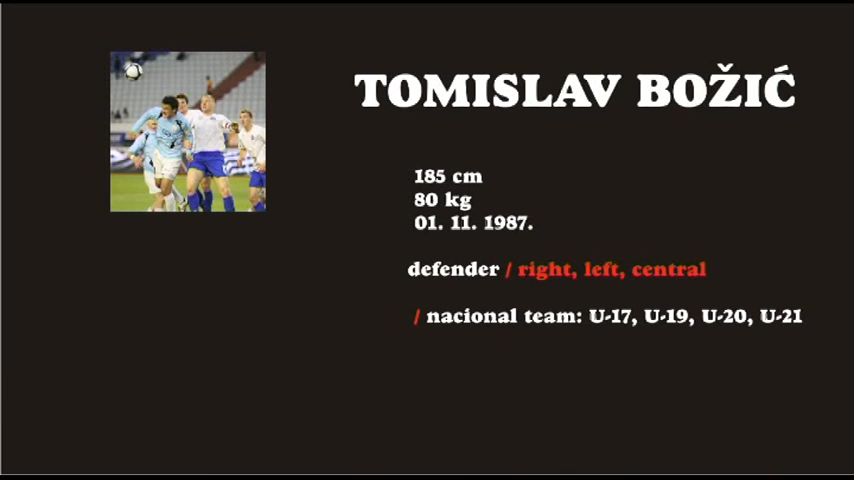 TOMISLAV BOŽIĆ
185 cm
80 kg
01. 11. 1987.
defender / right, left, central
/ nacional team: U-17, U-19, U-20, U-21